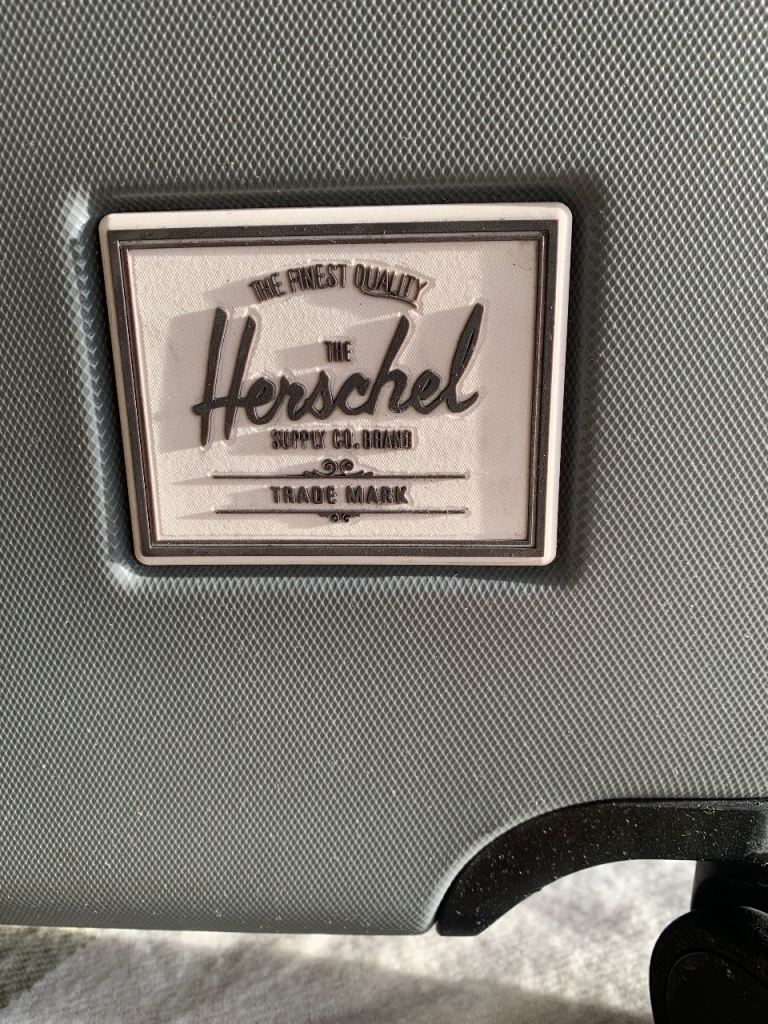 THE FINEST QUALITY
THE
Herschel
SUPPLY CO. BRAND
TRADE MARK